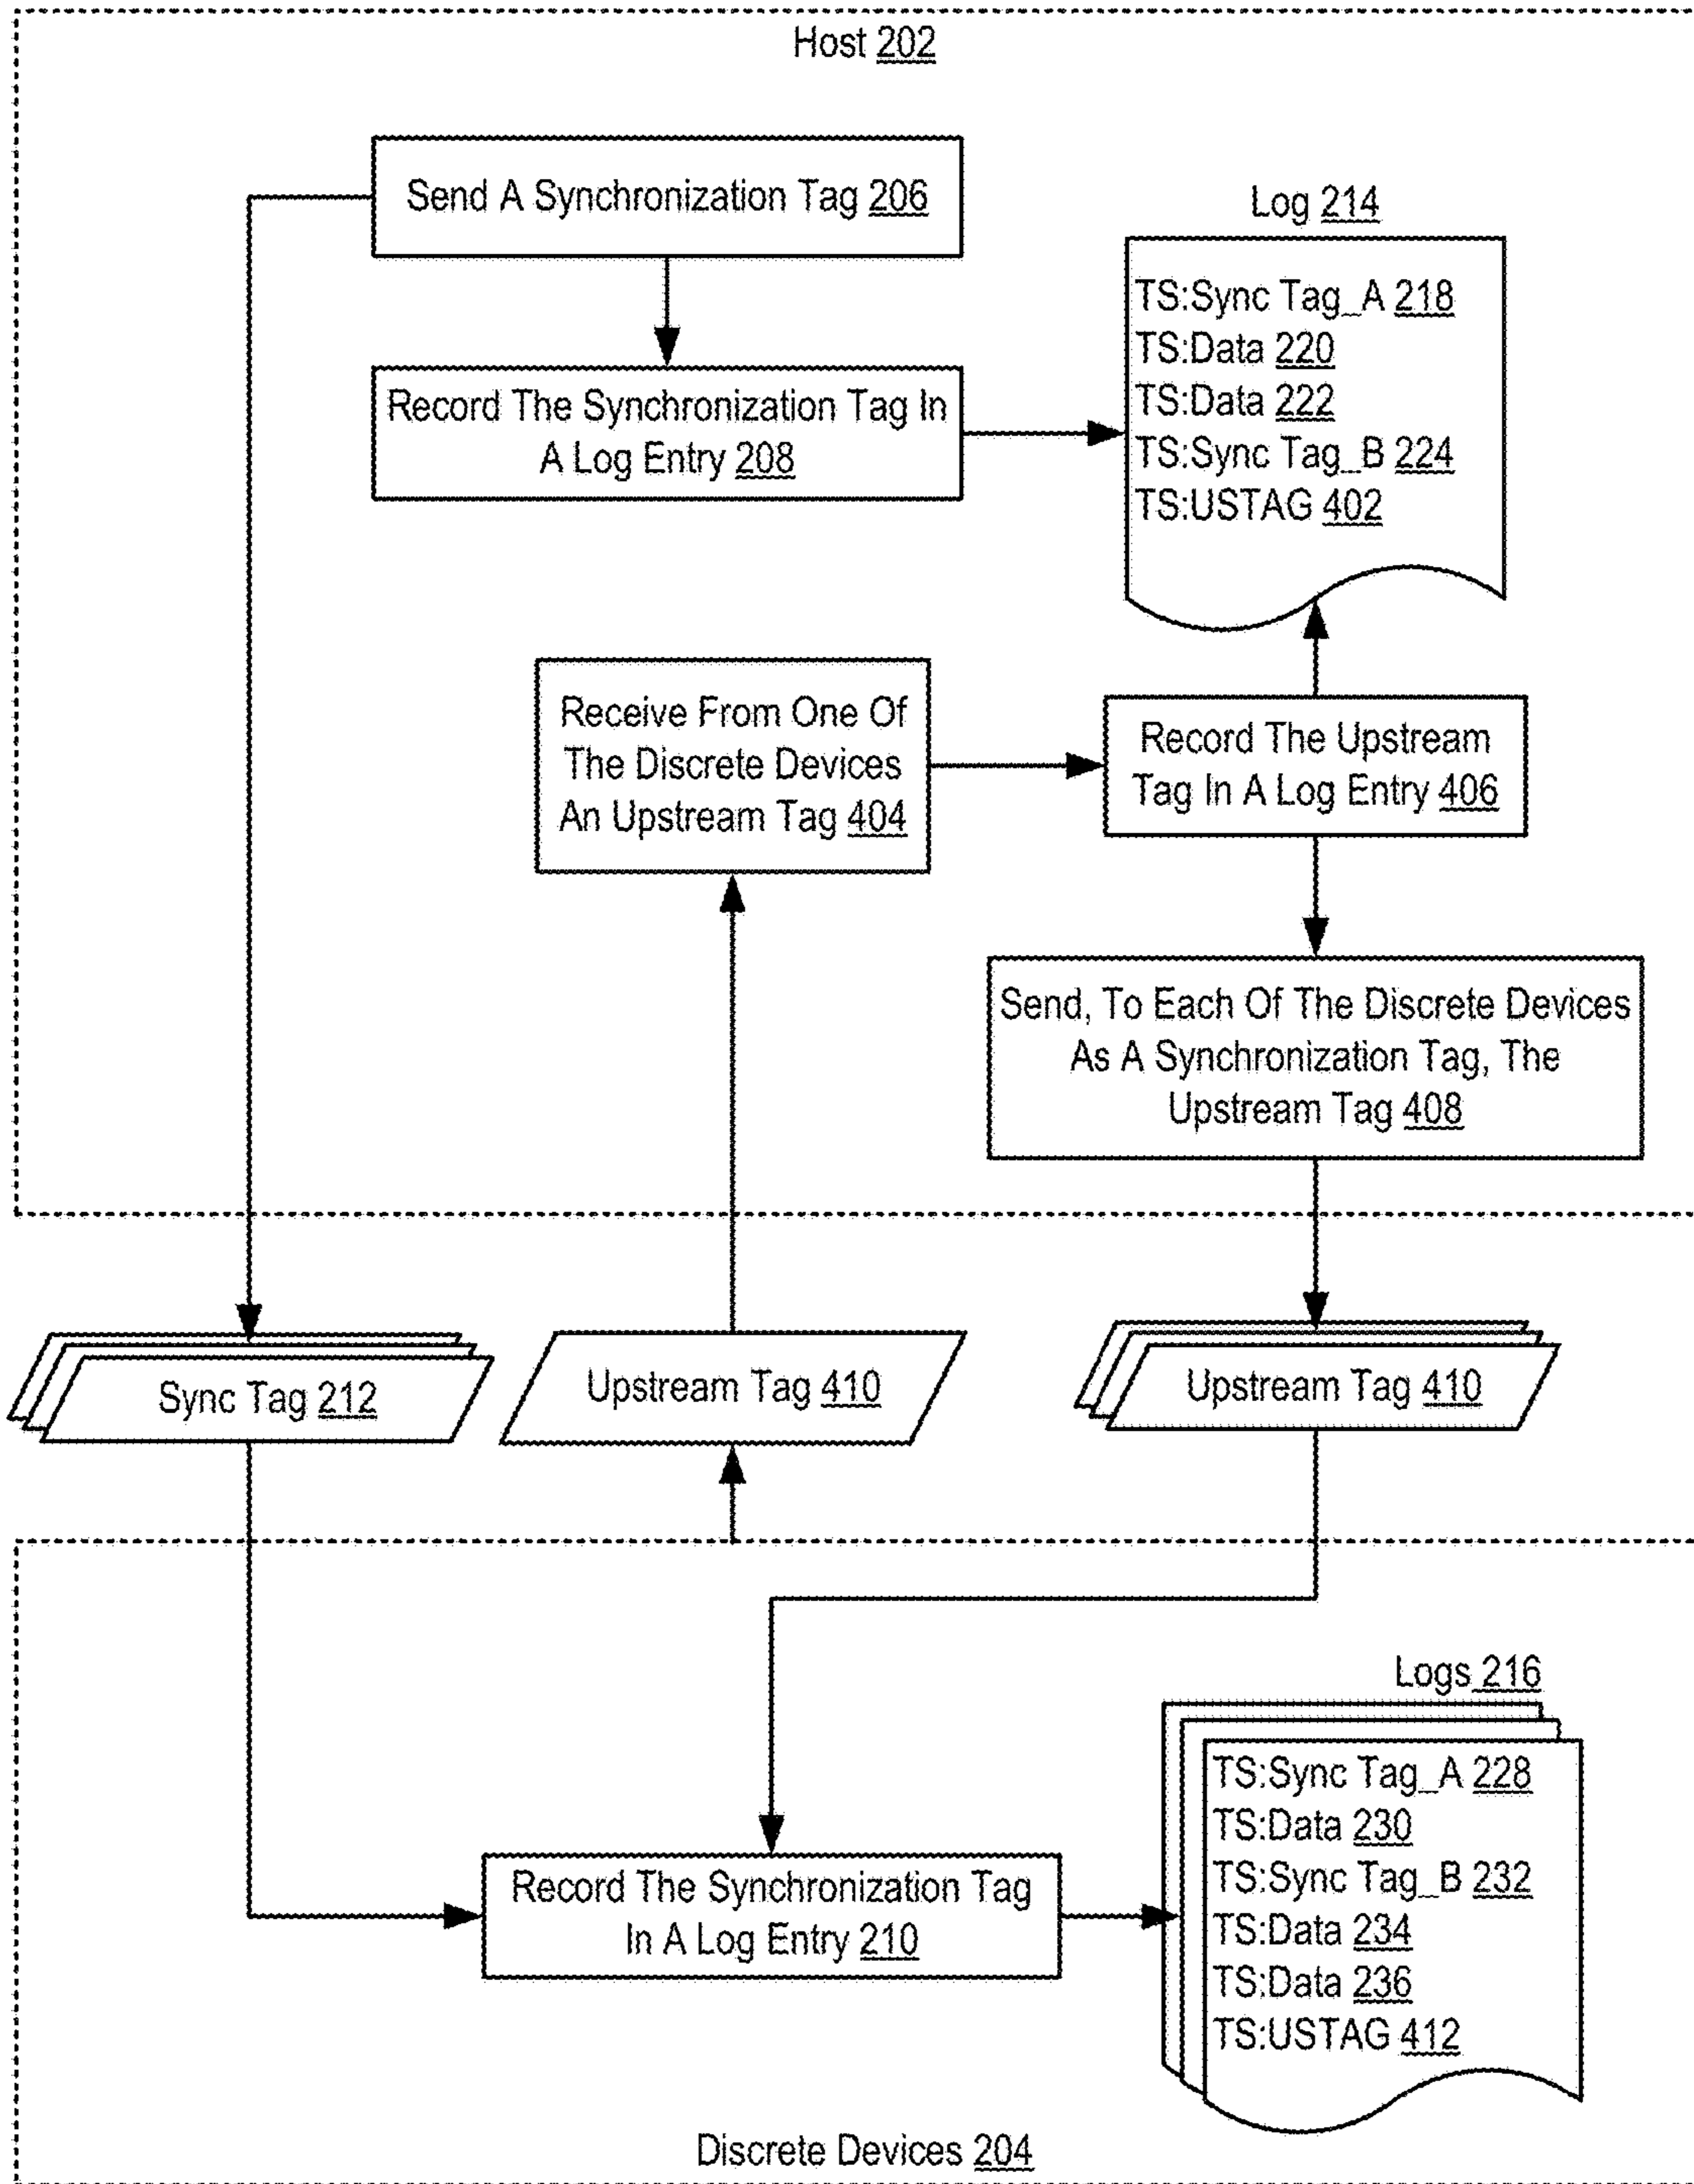 Host 202
Send A Synchronization Tag 206
Log 214
TS:Sync Tag_A 218
TS:Data 220
TS:Data 222
TS:Sync Tag_B 224
TS:USTAG 402
Record The Synchronization Tag In
A Log Entry 208
Receive From One Of
The Discrete Devices
An Upstream Tag 404
Record The Upstream
Tag In A Log Entry 406
Send, To Each Of The Discrete Devices
As A Synchronization Tag, The
Upstream Tag 408
Sync Tag 212
Upstream Tag 410
Upstream Tag 410
Logs 216
TS:Sync Tag_A 228
TS:Data 230
TS:Sync Tag_B 232
TS:Data 234
TS:Data 236
TS:USTAG 412
Record The Synchronization Tag
In A Log Entry 210
Discrete Devices 204